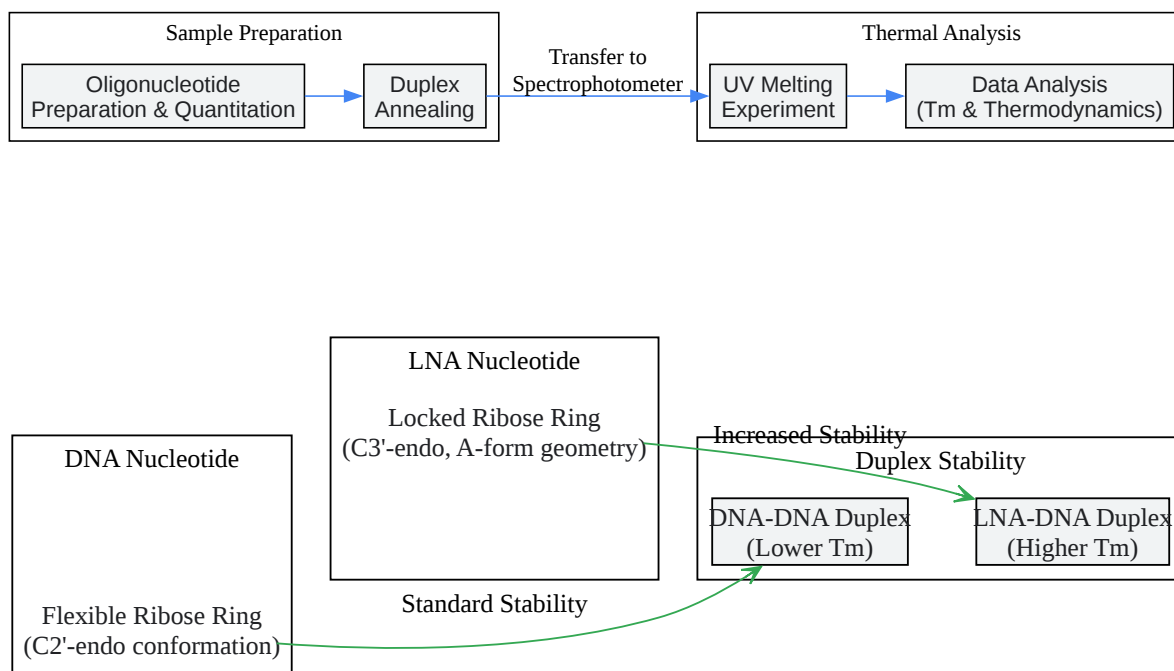 Sample Preparation
Oligonucleotide
Preparation & Quantitation
Duplex
Annealing
Transfer to
Spectrophotometer
Thermal Analysis
UV Melting
Experiment
Data Analysis
(Tm & Thermodynamics)
LNA Nucleotide
Locked Ribose Ring
(C3'-endo, A-form geometry)
DNA Nucleotide
Flexible Ribose Ring
(C2'-endo conformation)
Increased Stability
Standard Stability
Duplex Stability
DNA-DNA Duplex
(Lower Tm)
LNA-DNA Duplex
(Higher Tm)